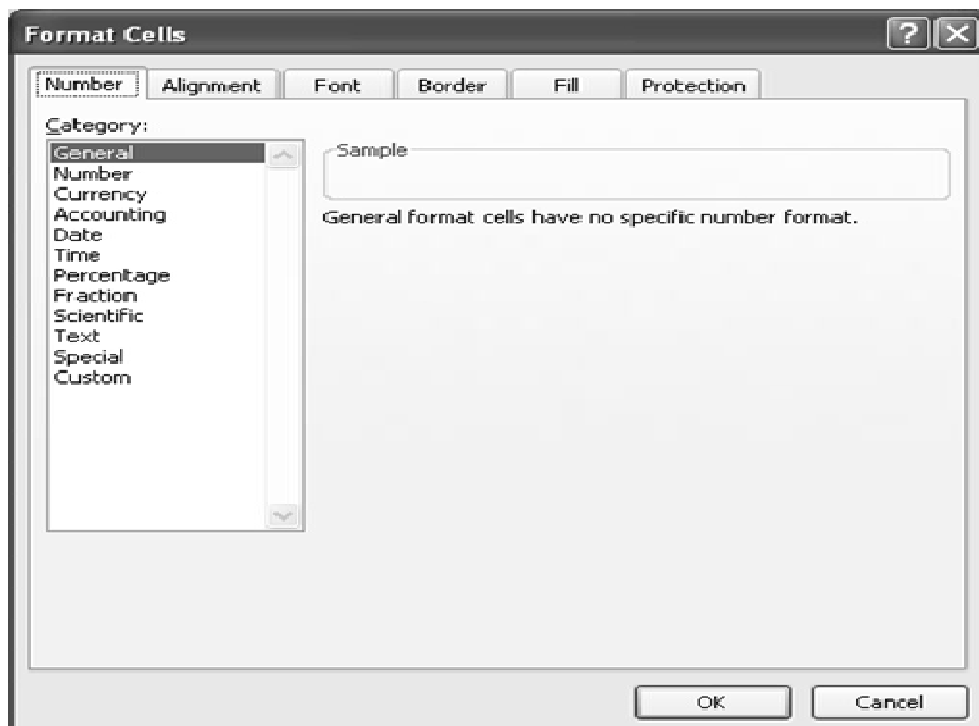 Format Cells
Number Alignment Font Border Fill Protection
Category:
General
Number
Currency
Accounting
Date
Time
Percentage
Fraction
Scientific
Text
Special
Custom
Sample
General format cells have no specific number format.
OK Cancel